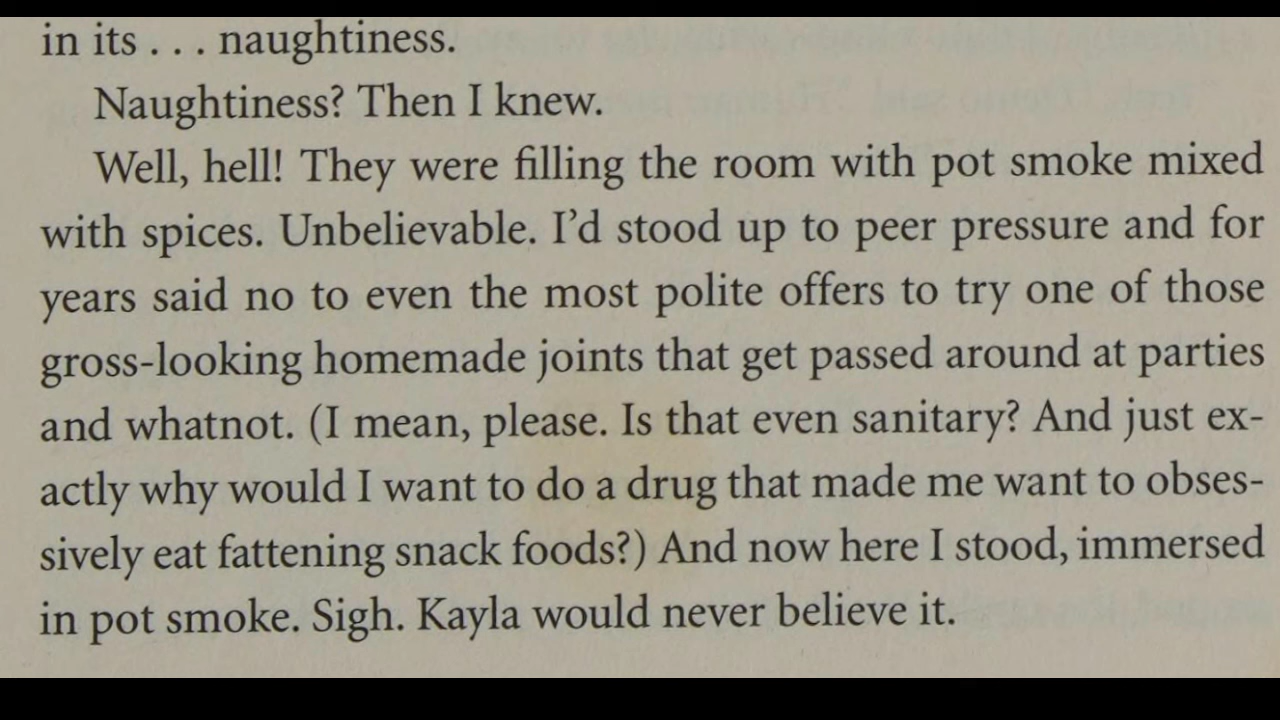 in its . . . naughtiness.
Naughtiness? Then I knew.
Well, hell! They were filling the room with pot smoke mixed
with spices. Unbelievable. I’d stood up to peer pressure and for
years said no to even the most polite offers to try one of those
gross-looking homemade joints that get passed around at parties
and whatnot. (I mean, please. Is that even sanitary? And just ex-
actly why would I want to do a drug that made me want to obses-
sively eat fattening snack foods?) And now here I stood, immersed
in pot smoke. Sigh. Kayla would never believe it.